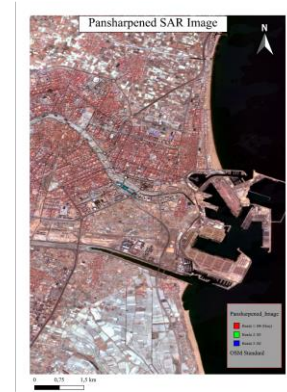 Pansharpened SAR Image
N
Pansharpened_Image
OSM Standard
0 0,75 1,5 km